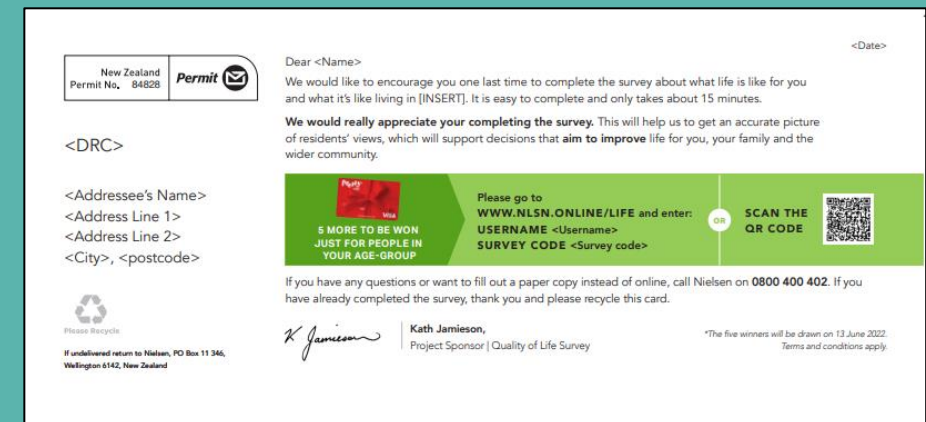 <Date>
New Zealand
Permit No. 84828
Permit
<DRC>
<Addressee's Name>
<Address Line 1>
<Address Line 2>
<City>, <postcode>
Please Recycle
If undelivered return to Nielsen, PO Box 11 346,
Wellington 6142, New Zealand
Dear <Name>
We would like to encourage you one last time to complete the survey about what life is like for you
and what it's like living in [INSERT]. It is easy to complete and only takes about 15 minutes.
We would really appreciate your completing the survey. This will help us to get an accurate picture
of residents' views, which will support decisions that aim to improve life for you, your family and the
wider community.
VISA
5 MORE TO BE WON
JUST FOR PEOPLE IN
YOUR AGE-GROUP
Please go to
WWW.NLSN.ONLINE/LIFE and enter:
USERNAME <Username>
SURVEY CODE <Survey code>
OR
SCAN THE
QR CODE
If you have any questions or want to fill out a paper copy instead of online, call Nielsen on 0800 400 402. If you
have already completed the survey, thank you and please recycle this card.
K Jamieson
Kath Jamieson,
Project Sponsor | Quality of Life Survey
*The five winners will be drawn on 13 June 2022.
Terms and conditions apply.